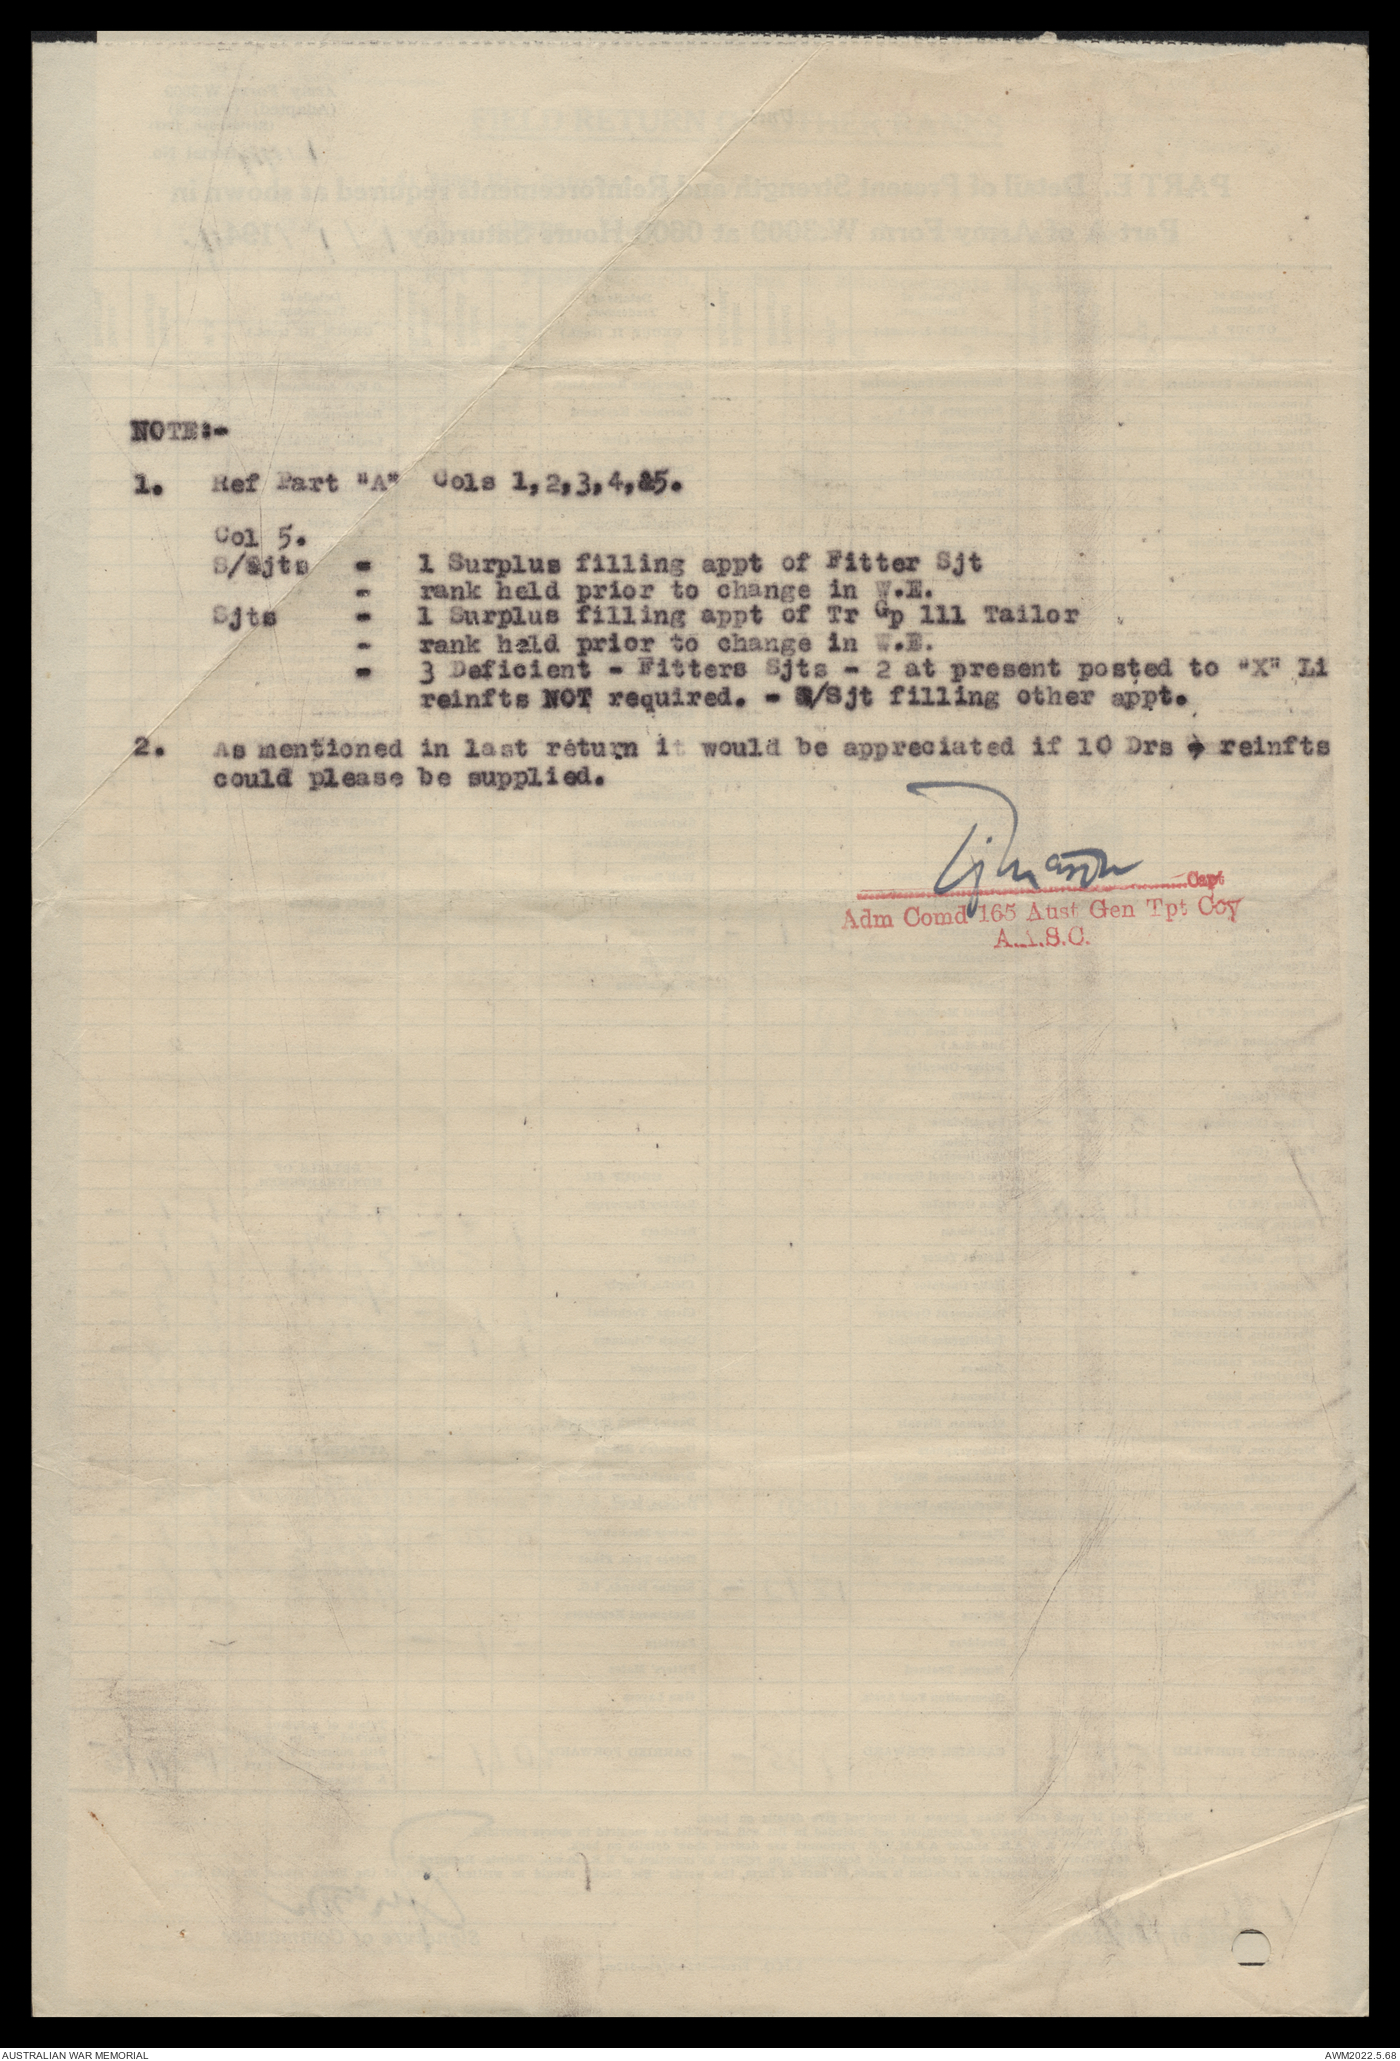 NOTE:-
1. Ref Part "A" Cols 1,2,3,4,&5.
Col 5.
S/Sjts - 1 Surplus filling appt of Fitter Sjt
- rank held prior to change in W.E.
Sjts - 1 Surplus filling appt of Tr Gp 111 Tailor
- rank held prior to change in W.E.
- 3 Deficient - Fitters Sjts - 2 at present posted to "X" Li
reinfts NOT required. - S/Sjt filling other appt.
2. As mentioned in last return it would be appreciated if 10 Drs reinfts
could please be supplied.
Capt
Adm Comd 165 Aust Gen Tpt Coy
A.A.S.C.
AUSTRALIAN WAR MEMORIAL
AWM2022.5.68